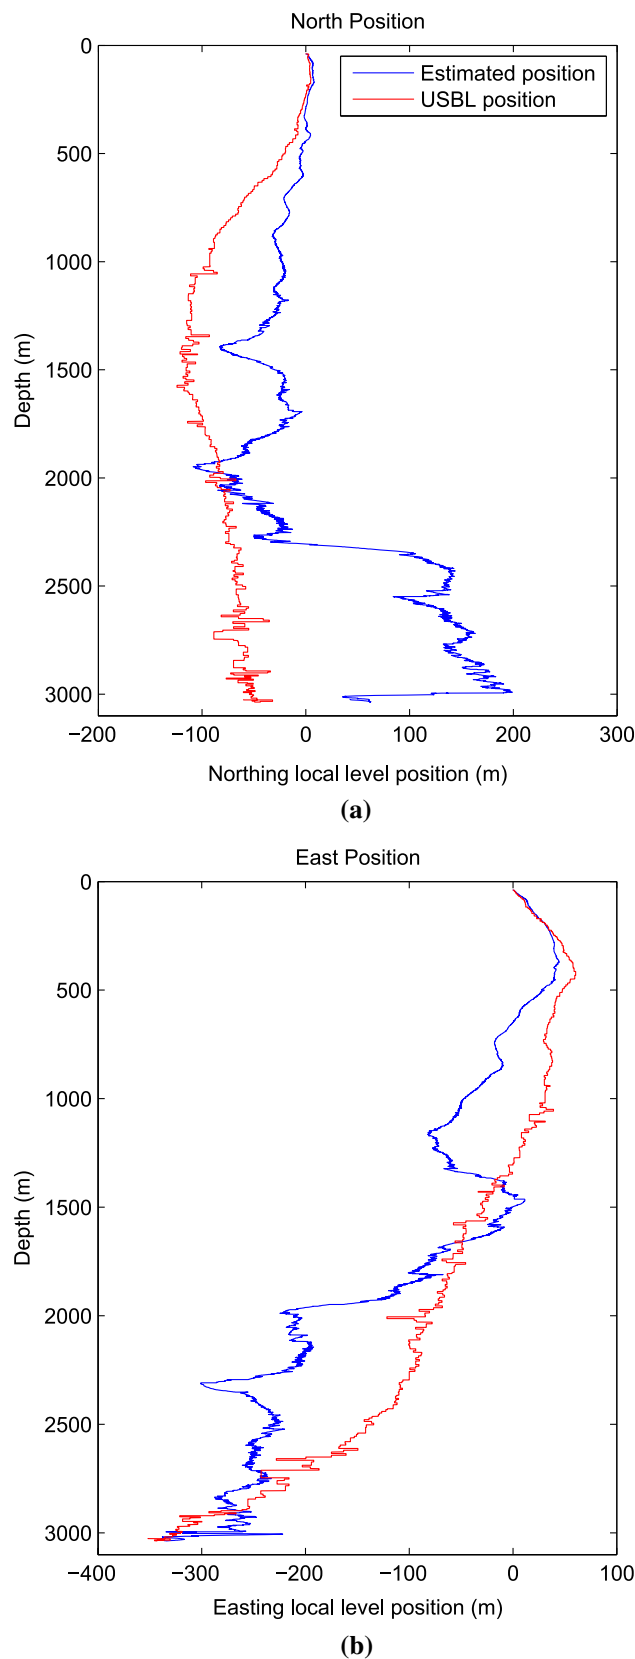 North Position
0
500
1000
1500
2000
2500
3000
Depth (m)
Estimated position
USBL position
−200 −100 0 100 200 300
Northing local level position (m)
(a)
East Position
0
500
1000
1500
2000
2500
3000
Depth (m)
−400 −300 −200 −100 0 100
Easting local level position (m)
(b)